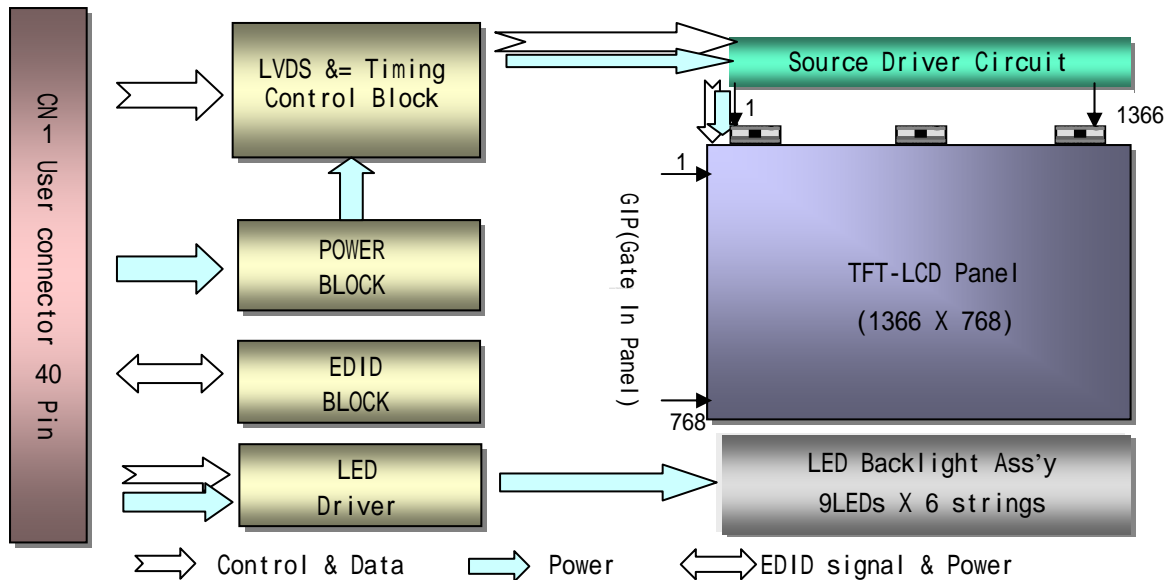 CN1- User connector 40 Pin
LVDS &= Timing
Control Block
POWER
BLOCK
EDID
BLOCK
LED
Driver
Source Driver Circuit
1
1366
1
GIP(Gate In Panel)
768
TFT-LCD Panel
(1366 X 768)
LED Backlight Ass’y
9LEDs X 6 strings
Control & Data
Power
EDID signal & Power